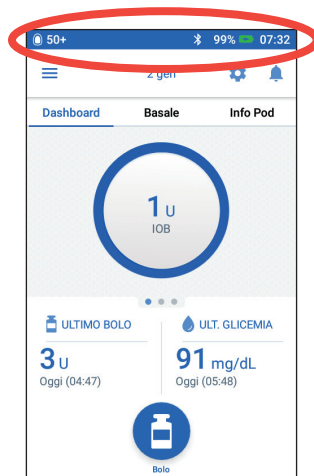 50+ 99% 07:32
2 gen
Dashboard Basale Info Pod
1 U
IOB
ULTIMO BOLO ULT. GLICEMIA
3 U 91 mg/dL
Oggi (04:47) Oggi (05:48)
Bolo